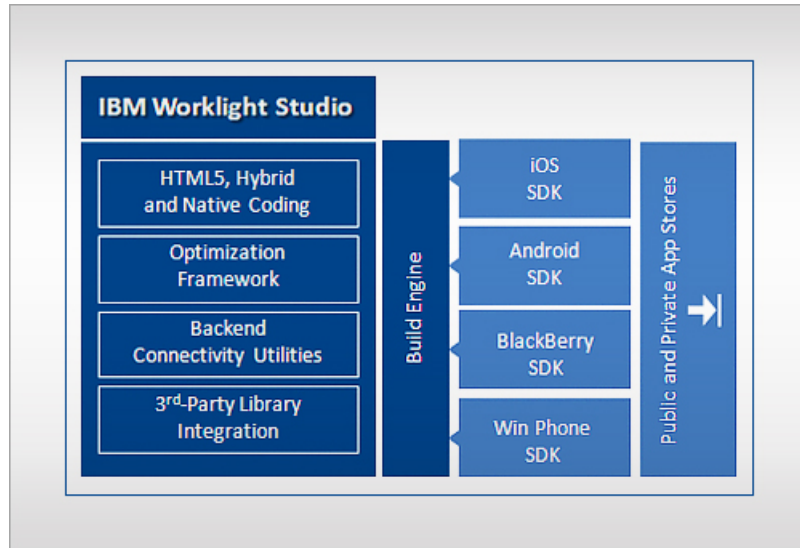 IBM Worklight Studio
HTML5, Hybrid
and Native Coding
Optimization
Framework
Backend
Connectivity Utilities
3rd-Party Library
Integration
Build Engine
iOS
SDK
Android
SDK
BlackBerry
SDK
Win Phone
SDK
Public and Private App Stores